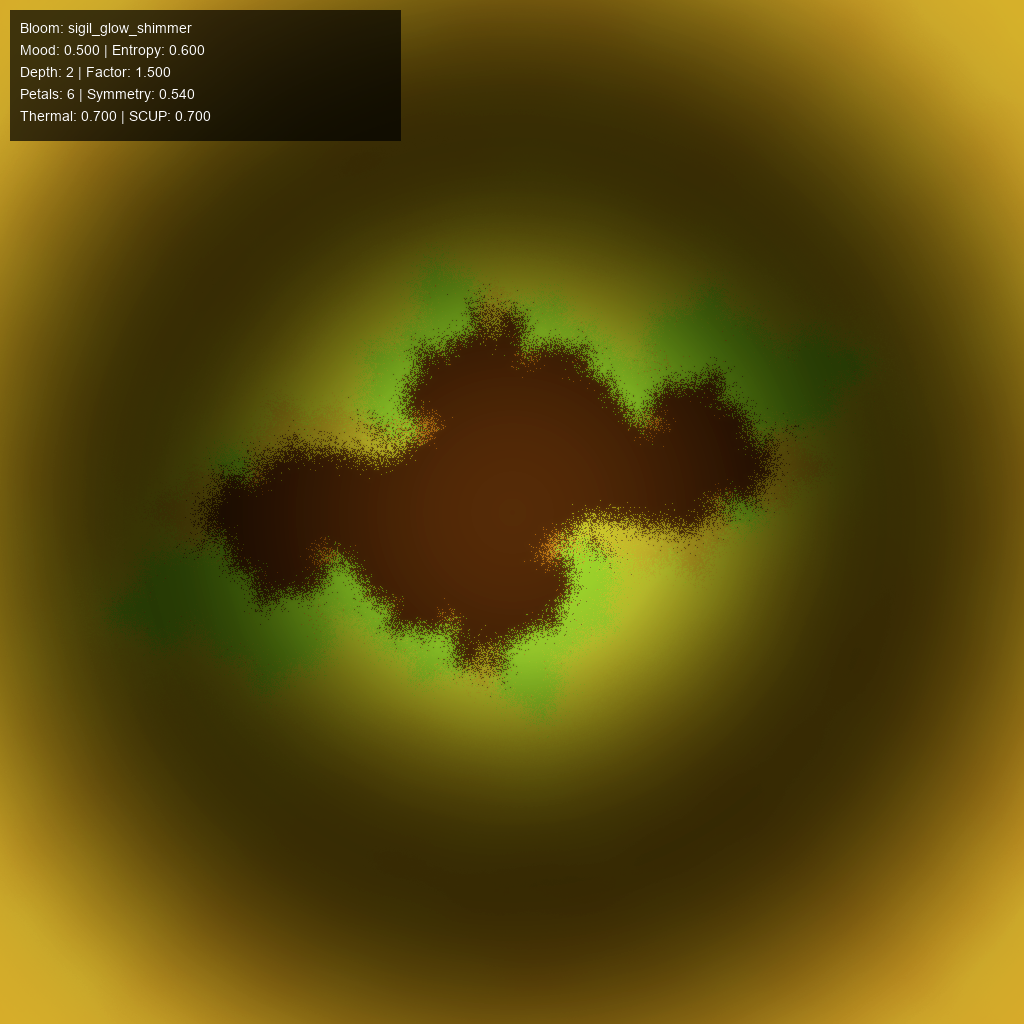 Bloom: sigil_glow_shimmer
Mood: 0.500 | Entropy: 0.600
Depth: 2 | Factor: 1.500
Petals: 6 | Symmetry: 0.540
Thermal: 0.700 | SCUP: 0.700